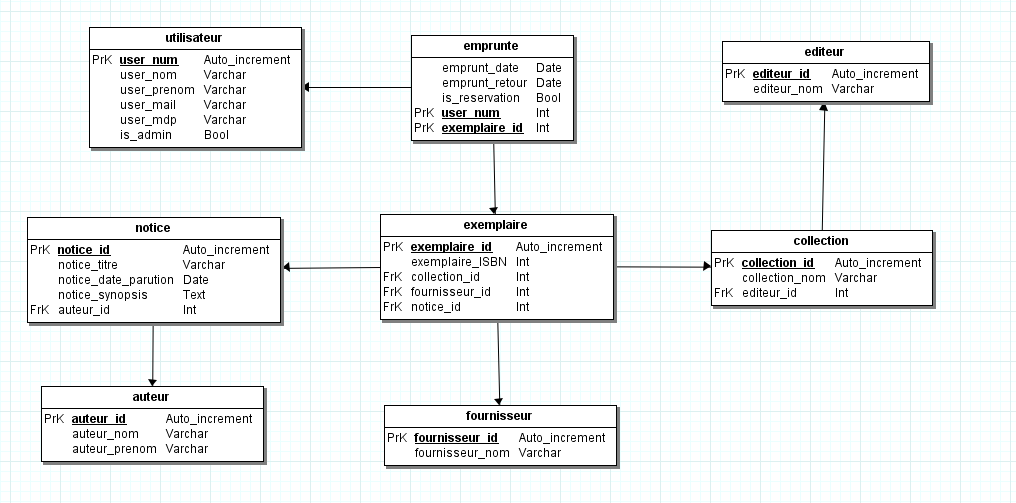 utilisateur
PrK user_num Auto_increment
user_nom Varchar
user_prenom Varchar
user_mail Varchar
user_mdp Varchar
is_admin Bool
emprunte
emprunt_date Date
emprunt_retour Date
is_reservation Bool
PrK user_num Int
PrK exemplaire_id Int
editeur
PrK editeur_id Auto_increment
editeur_nom Varchar
notice
PrK notice_id Auto_increment
notice_titre Varchar
notice_date_parution Date
notice_synopsis Text
FrK auteur_id Int
exemplaire
PrK exemplaire_id Auto_increment
exemplaire_ISBN Int
FrK collection_id Int
FrK fournisseur_id Int
FrK notice_id Int
collection
PrK collection_id Auto_increment
collection_nom Varchar
FrK editeur_id Int
auteur
PrK auteur_id Auto_increment
auteur_nom Varchar
auteur_prenom Varchar
fournisseur
PrK fournisseur_id Auto_increment
fournisseur_nom Varchar